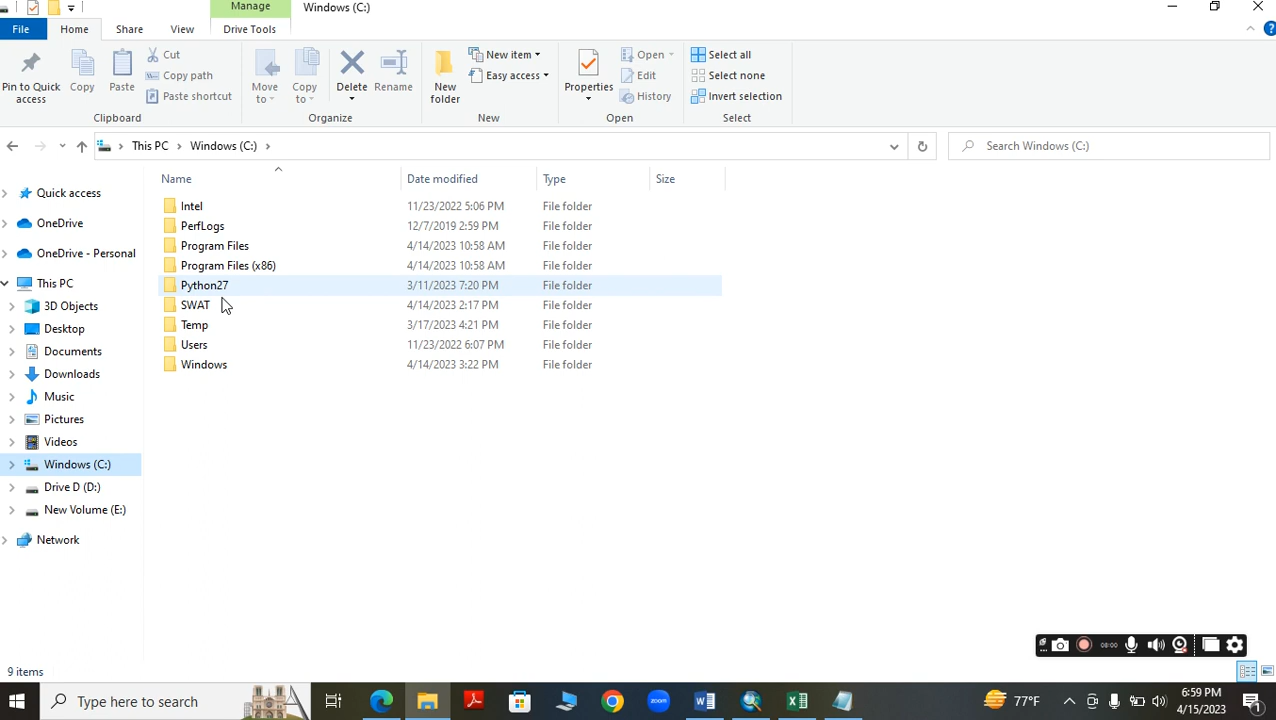 Manage
Windows (C:)
File
Home
Share
View
Drive Tools
Pin to Quick access
Copy
Paste
Cut
Copy path
Paste shortcut
Clipboard
Move to
Copy to
Delete
Rename
Organize
New folder
New item
Easy access
New
Properties
Open
Edit
History
Open
Select all
Select none
Invert selection
Select
This PC
Windows (C:)
Search Windows (C:)
Name
Date modified
Type
Size
Intel 11/23/2022 5:06 PM File folder
PerfLogs 12/7/2019 2:59 PM File folder
Program Files 4/14/2023 10:58 AM File folder
Program Files (x86) 4/14/2023 10:58 AM File folder
Python27 3/11/2023 7:20 PM File folder
SWAT 4/14/2023 2:17 PM File folder
Temp 3/17/2023 4:21 PM File folder
Users 11/23/2022 6:07 PM File folder
Windows 4/14/2023 3:22 PM File folder
Quick access
OneDrive
OneDrive - Personal
This PC
3D Objects
Desktop
Documents
Downloads
Music
Pictures
Videos
Windows (C:)
Drive D (D:)
New Volume (E:)
Network
00:00
9 items
Type here to search
zoom
77°F
6:59 PM
4/15/2023
1